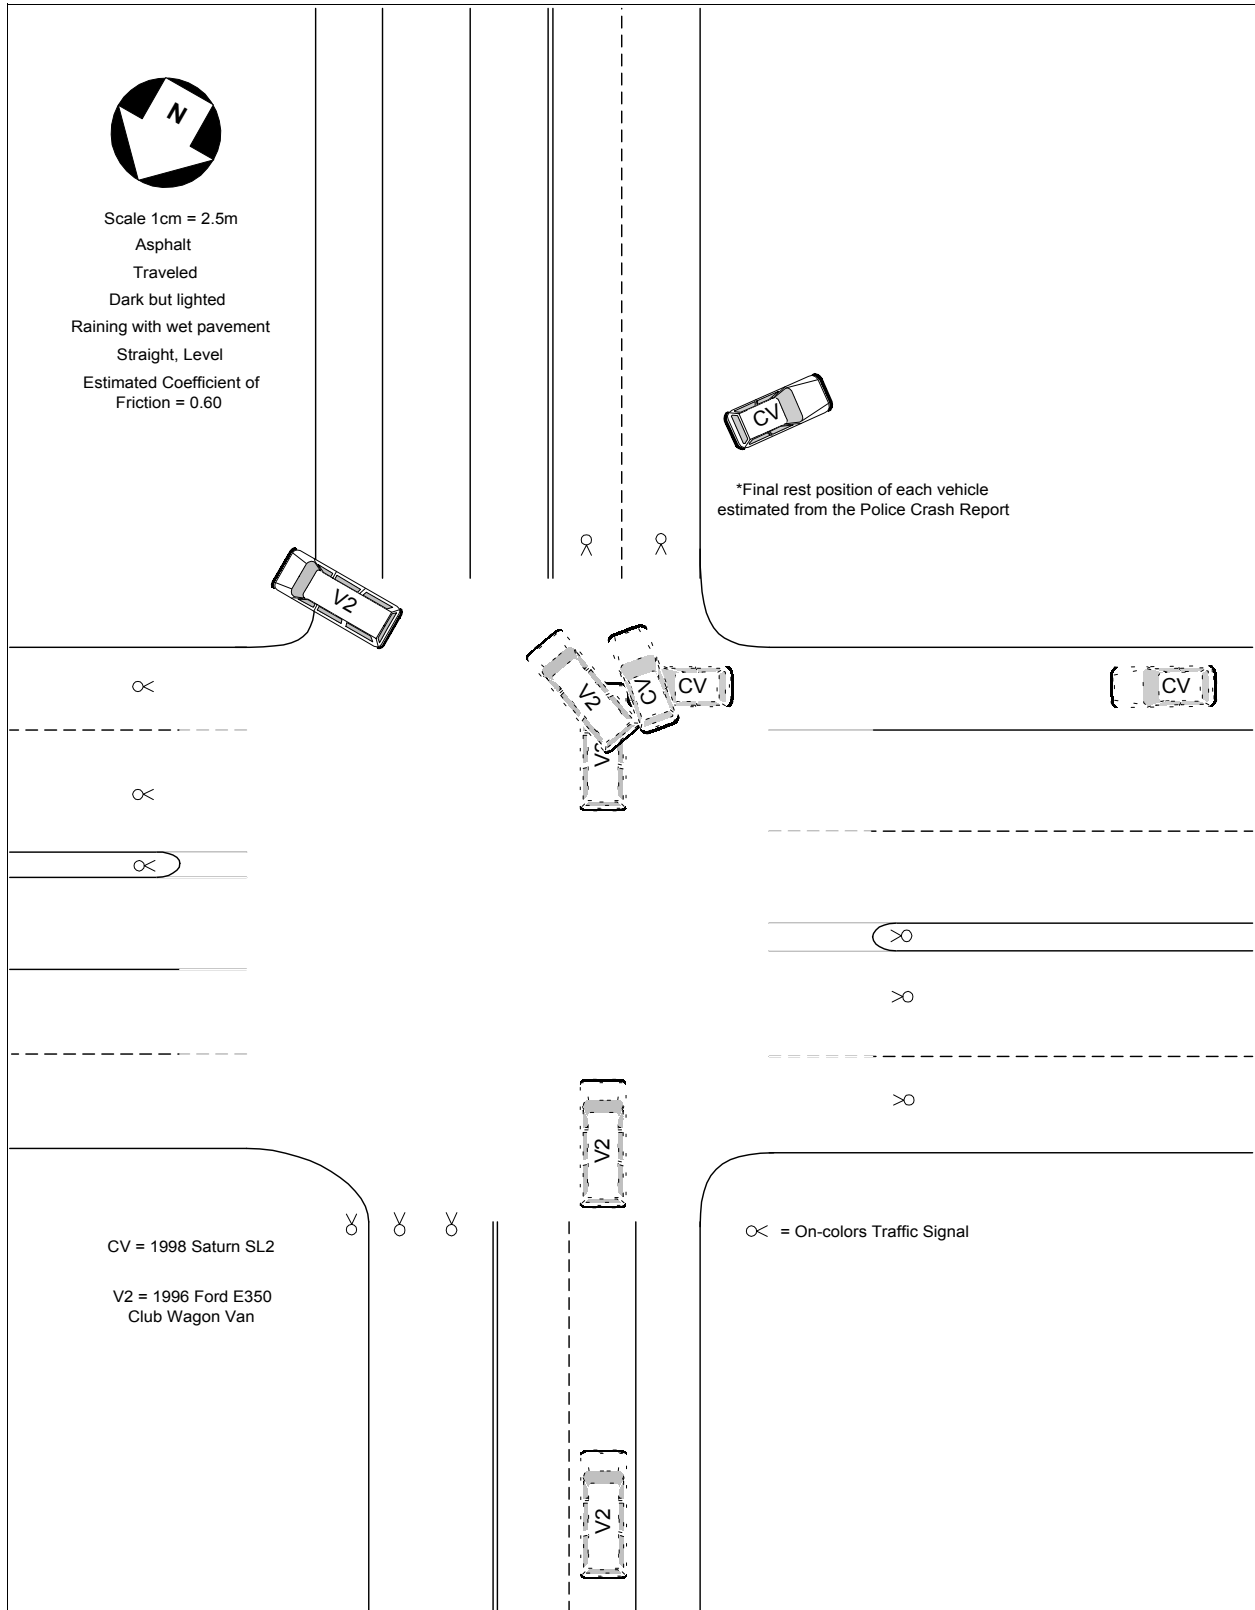 N
Scale 1cm = 2.5m
Asphalt
Traveled
Dark but lighted
Raining with wet pavement
Straight, Level
Estimated Coefficient of
Friction = 0.60
CV
*Final rest position of each vehicle
estimated from the Police Crash Report
V2
V2
CV
CV
CV
V2
V2
CV = 1998 Saturn SL2
= On-colors Traffic Signal
V2 = 1996 Ford E350
Club Wagon Van
V2